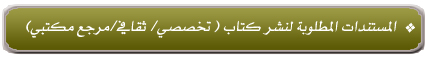 ❖ المستندات المطلوبة لنشر كتاب ( تخصصي/ ثقافي/مرجع مكتبي)